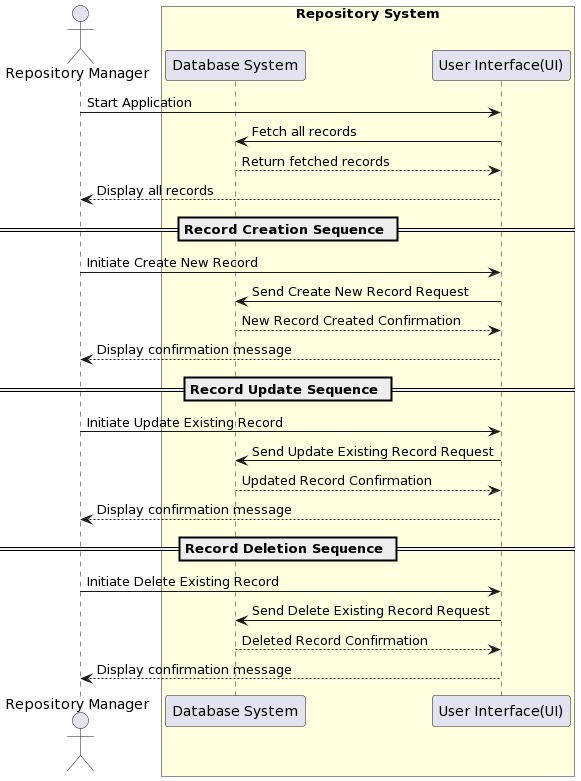 Repository System
Repository Manager
Database System
User Interface(UI)
Start Application
Fetch all records
Return fetched records
Display all records
Record Creation Sequence
Initiate Create New Record
Send Create New Record Request
New Record Created Confirmation
Display confirmation message
Record Update Sequence
Initiate Update Existing Record
Send Update Existing Record Request
Updated Record Confirmation
Display confirmation message
Record Deletion Sequence
Initiate Delete Existing Record
Send Delete Existing Record Request
Deleted Record Confirmation
Display confirmation message
Repository Manager
Database System
User Interface(UI)